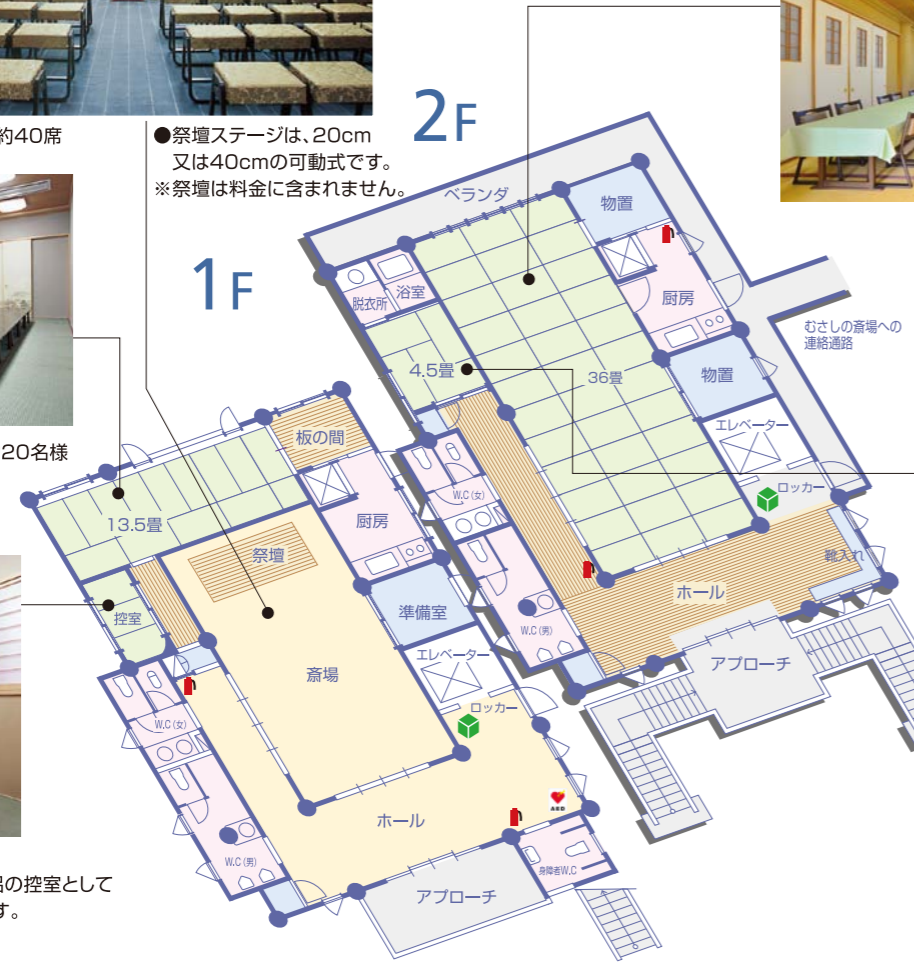 約40席
●祭壇ステージは、20cm
又は40cmの可動式です。
※祭壇は料金に含まれません。
20名様
2F
ベランダ
物置
脱衣所
浴室
厨房
むさしの斎場への
連絡通路
4.5畳
36畳
物置
エレベーター
W.C(女)
ロッカー
靴入れ
ホール
W.C(男)
アプローチ
1F
板の間
13.5畳
厨房
祭壇
控室
準備室
斎場
エレベーター
W.C(女)
ロッカー
AED
ホール
W.C(男)
身障者W.C
アプローチ
の控室として
す。